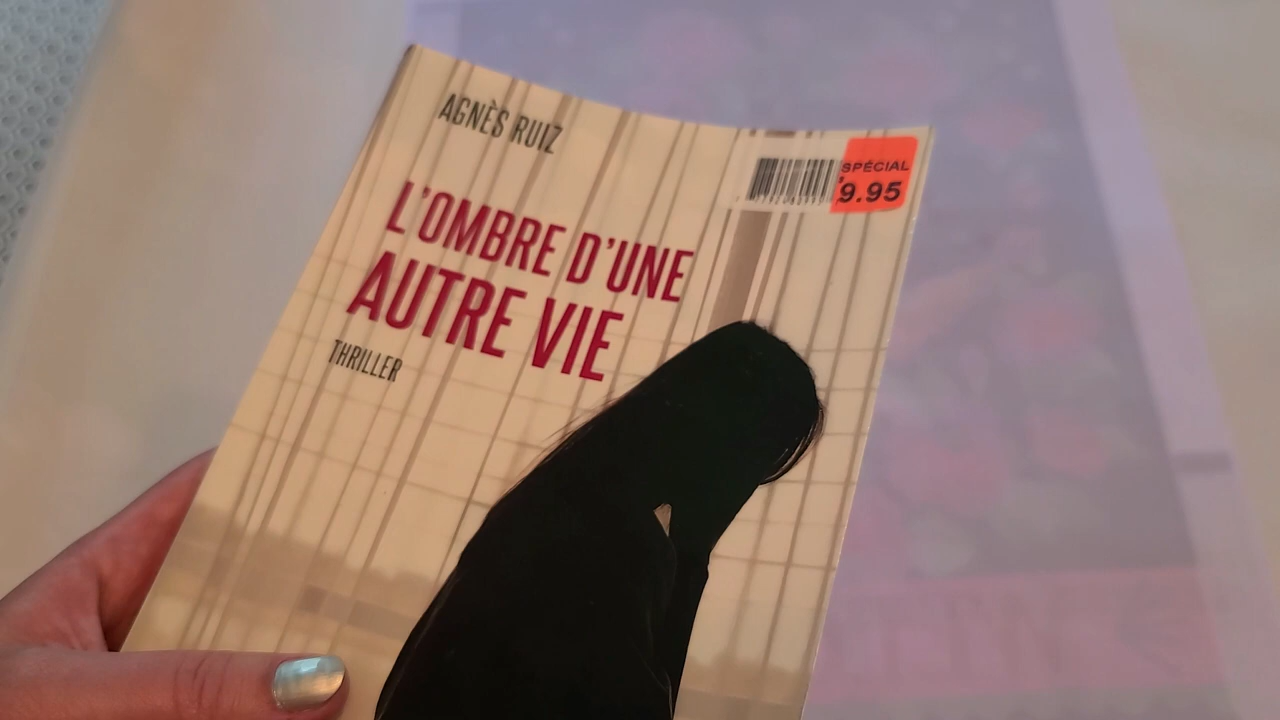 AGNÈS RUIZ
SPÉCIAL
9.95
L'OMBRE D'UNE
AUTRE VIE
THRILLER